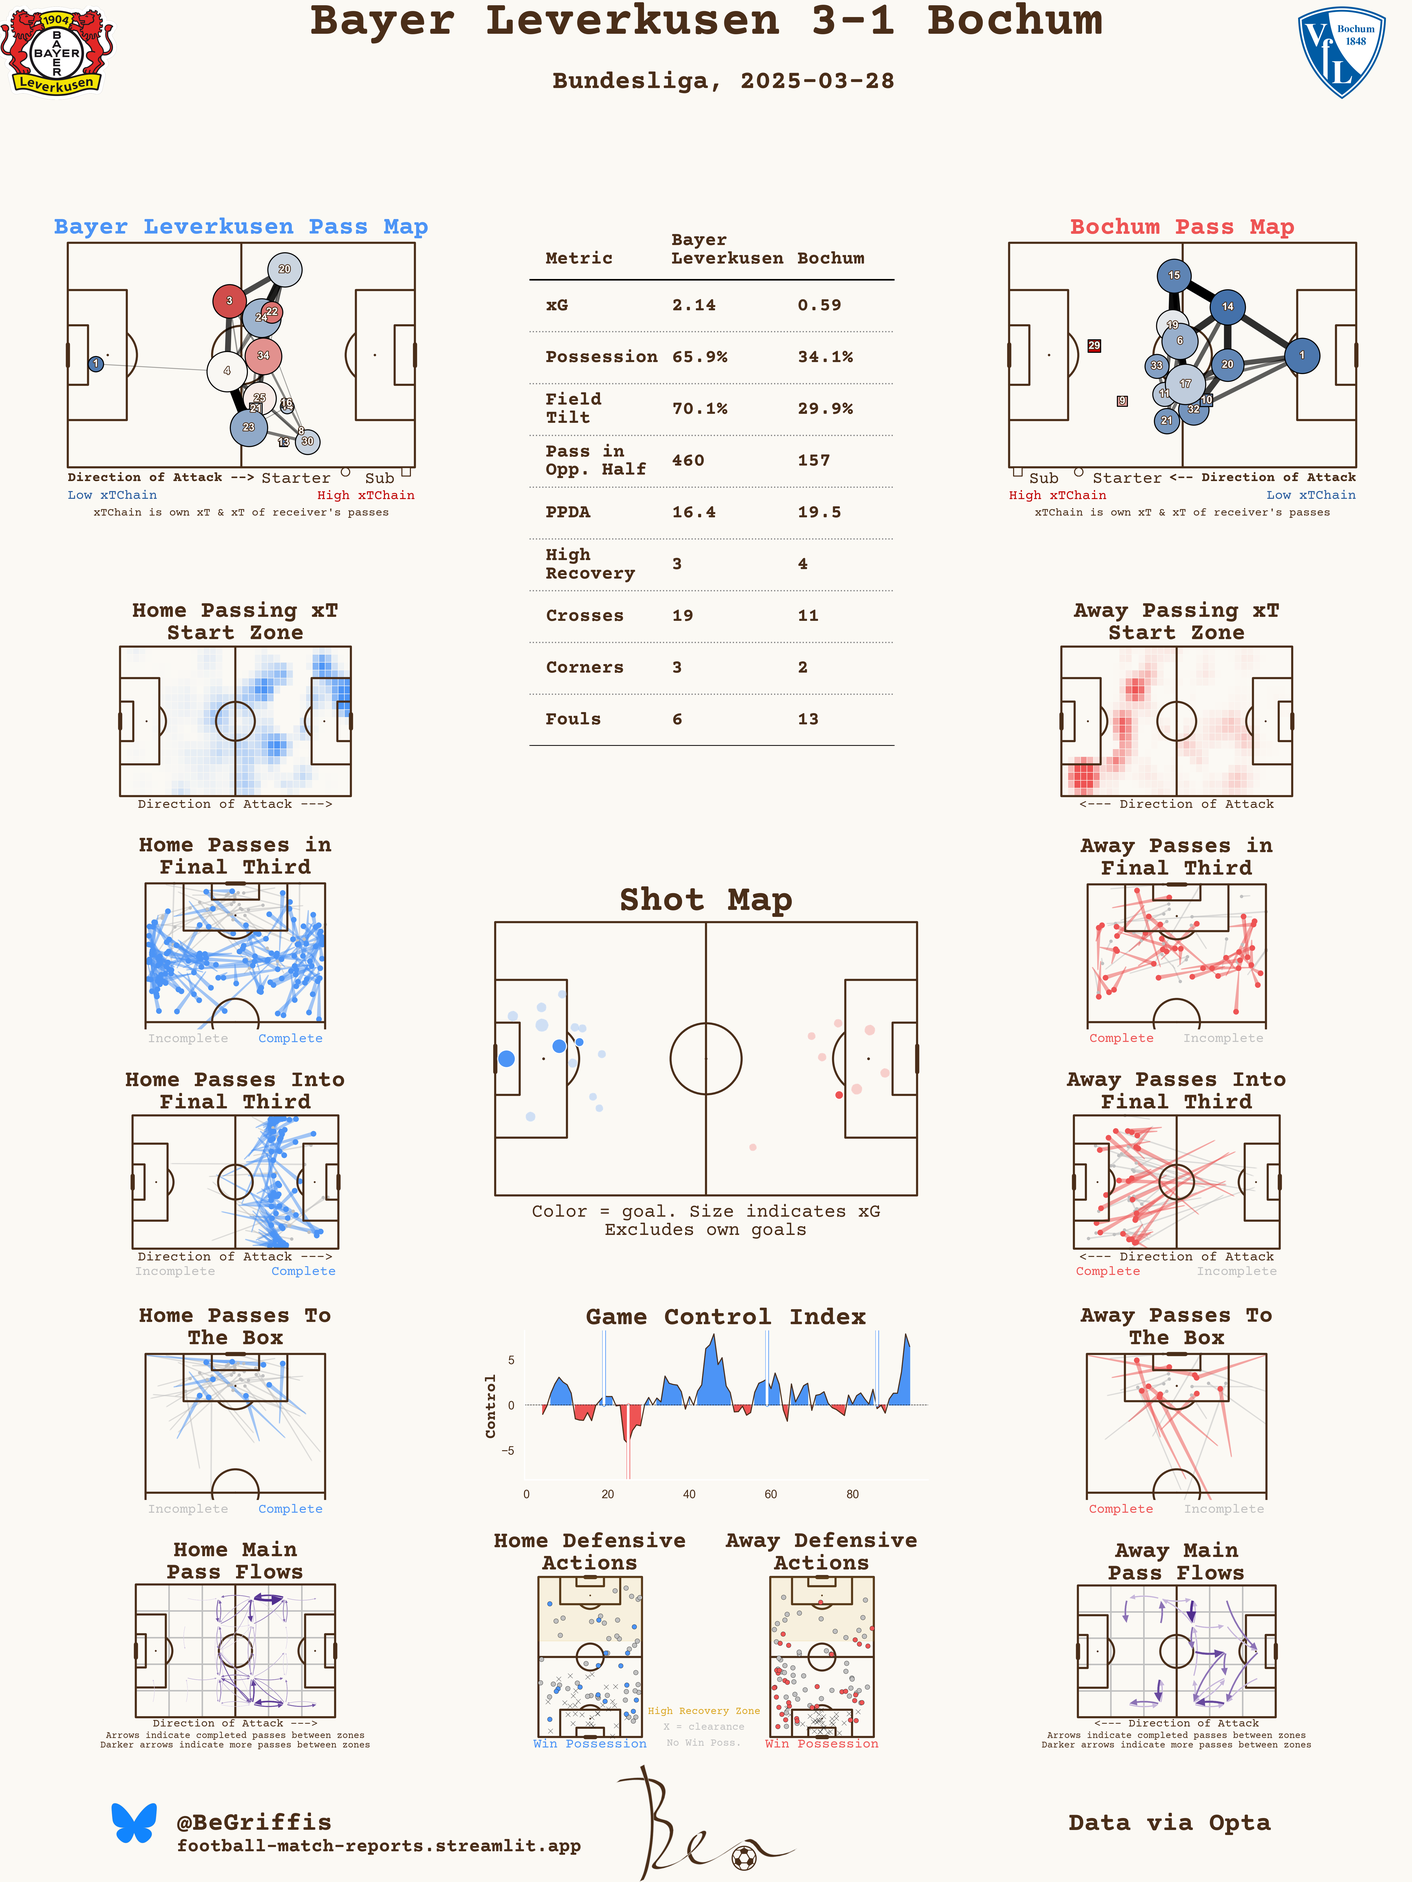 Bayer Leverkusen 3-1 Bochum
Bundesliga, 2025-03-28
1904
BAYER
BAYER
Leverkusen
VfL
Bochum
1848
Bayer Leverkusen Pass Map
20
3
22
24
34
1
4
25
16
21
23
8
13
30
Direction of Attack --> Starter Sub
Low xTChain High xTChain
xTChain is own xT & xT of receiver's passes
Metric Bayer Leverkusen Bochum
xG 2.14 0.59
Possession 65.9% 34.1%
Field Tilt 70.1% 29.9%
Pass in Opp. Half 460 157
PPDA 16.4 19.5
High Recovery 3 4
Crosses 19 11
Corners 3 2
Fouls 6 13
Bochum Pass Map
15
14
19
6
29
1
33
20
17
11
9
10
32
21
Sub Starter <-- Direction of Attack
High xTChain Low xTChain
xTChain is own xT & xT of receiver's passes
Home Passing xT
Start Zone
Direction of Attack --->
Away Passing xT
Start Zone
<--- Direction of Attack
Home Passes in
Final Third
Incomplete Complete
Away Passes in
Final Third
Complete Incomplete
Shot Map
Color = goal. Size indicates xG
Excludes own goals
Home Passes Into
Final Third
Direction of Attack --->
Incomplete Complete
Away Passes Into
Final Third
<--- Direction of Attack
Complete Incomplete
Home Passes To
The Box
Incomplete Complete
Game Control Index
Control
5
0
−5
0 20 40 60 80
Away Passes To
The Box
Complete Incomplete
Home Main
Pass Flows
Direction of Attack --->
Arrows indicate completed passes between zones
Darker arrows indicate more passes between zones
Home Defensive
Actions
Win Possession
High Recovery Zone
X = clearance
No Win Poss.
Away Defensive
Actions
Win Possession
Away Main
Pass Flows
<--- Direction of Attack
Arrows indicate completed passes between zones
Darker arrows indicate more passes between zones
@BeGriffis
football-match-reports.streamlit.app
Ben
Data via Opta